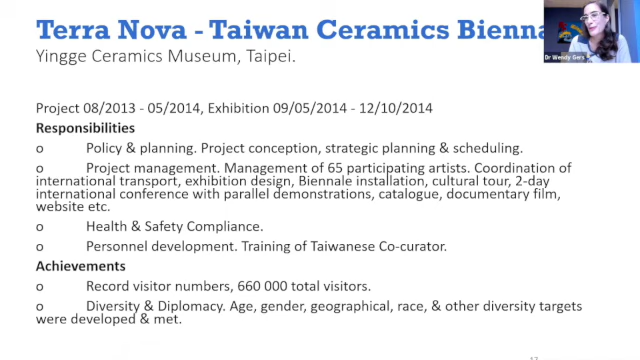 Terra Nova - Taiwan Ceramics Bienna
Yingge Ceramics Museum, Taipei.
Dr Wendy Gers
Project 08/2013 - 05/2014, Exhibition 09/05/2014 - 12/10/2014
Responsibilities
o Policy & planning. Project conception, strategic planning & scheduling.
o Project management. Management of 65 participating artists. Coordination of
international transport, exhibition design, Biennale installation, cultural tour, 2-day
international conference with parallel demonstrations, catalogue, documentary film,
website etc.
o Health & Safety Compliance.
o Personnel development. Training of Taiwanese Co-curator.
Achievements
o Record visitor numbers, 660 000 total visitors.
o Diversity & Diplomacy. Age, gender, geographical, race, & other diversity targets
were developed & met.